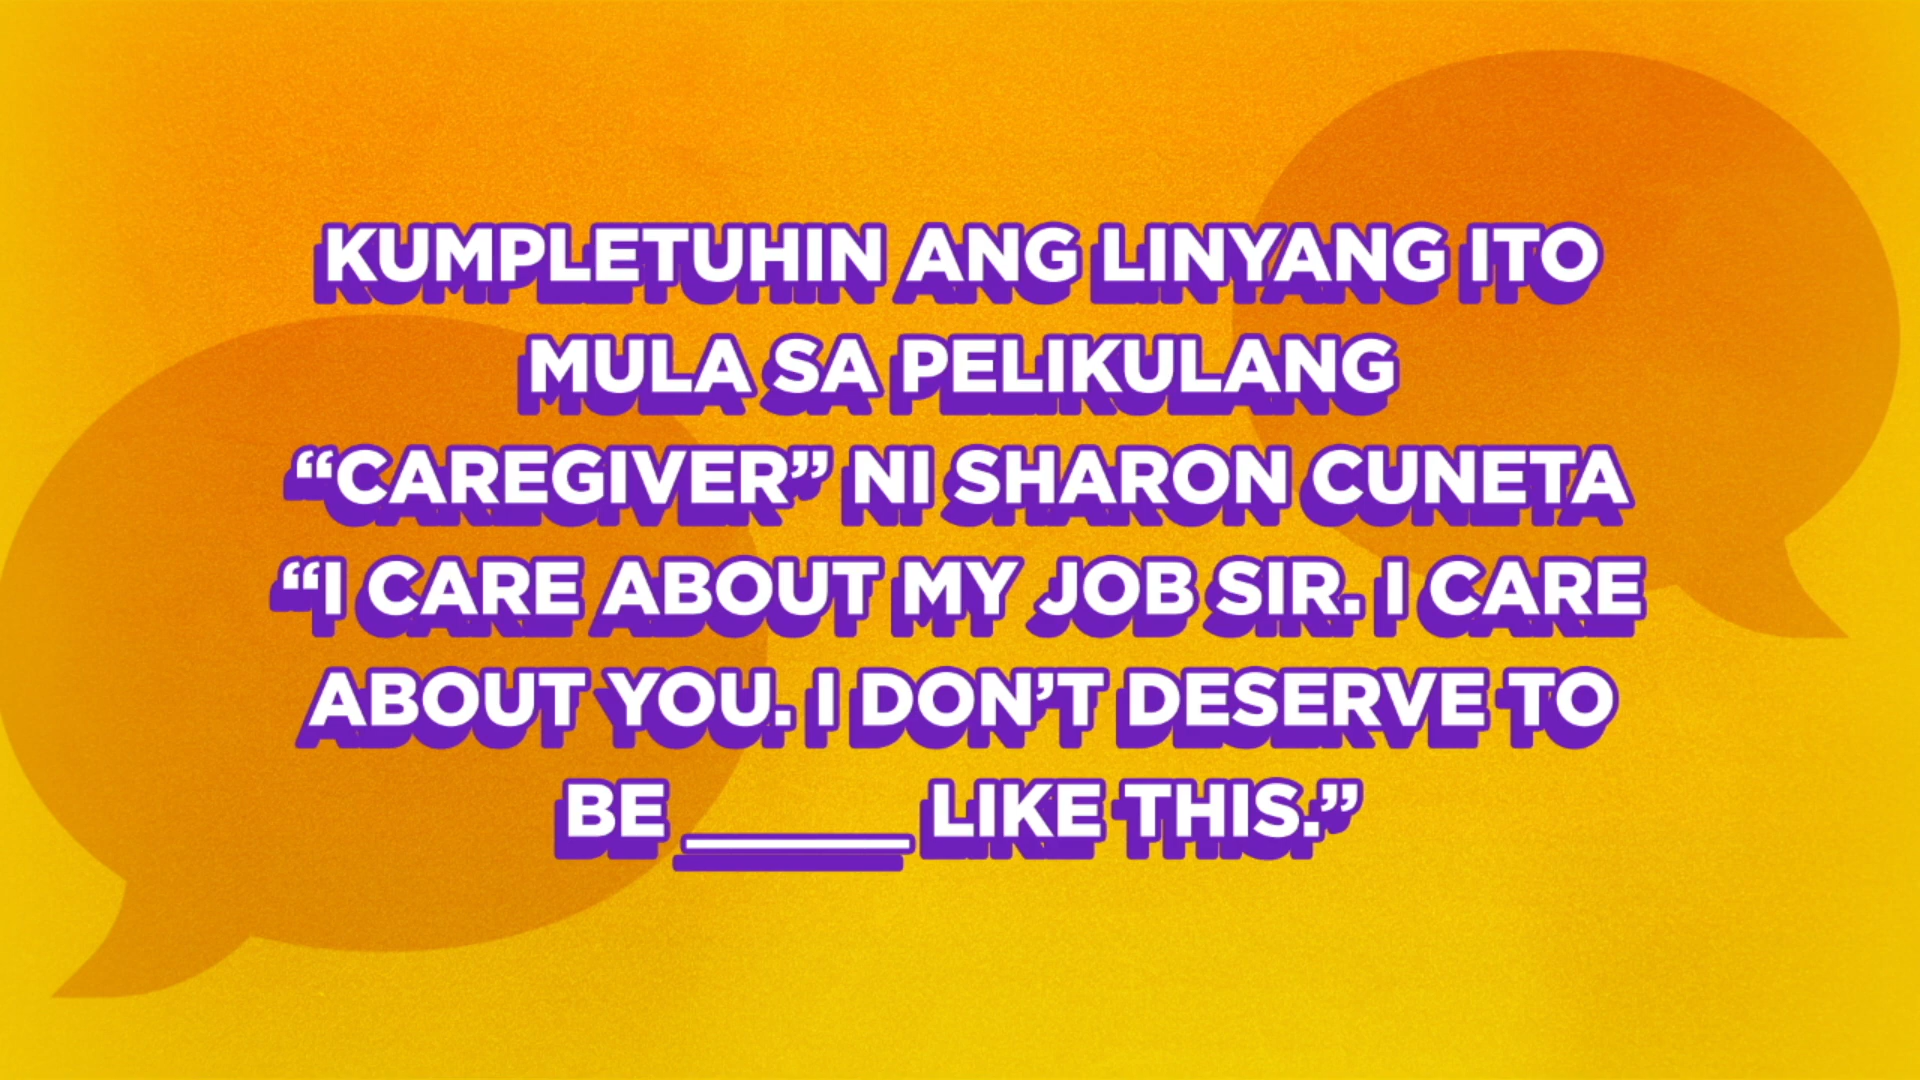 KUMPLETUHIN ANG LINYANG ITO
MULA SA PELIKULANG
“CAREGIVER” NI SHARON CUNETA
“I CARE ABOUT MY JOB SIR. I CARE
ABOUT YOU. I DON’T DESERVE TO
BE ______ LIKE THIS.”